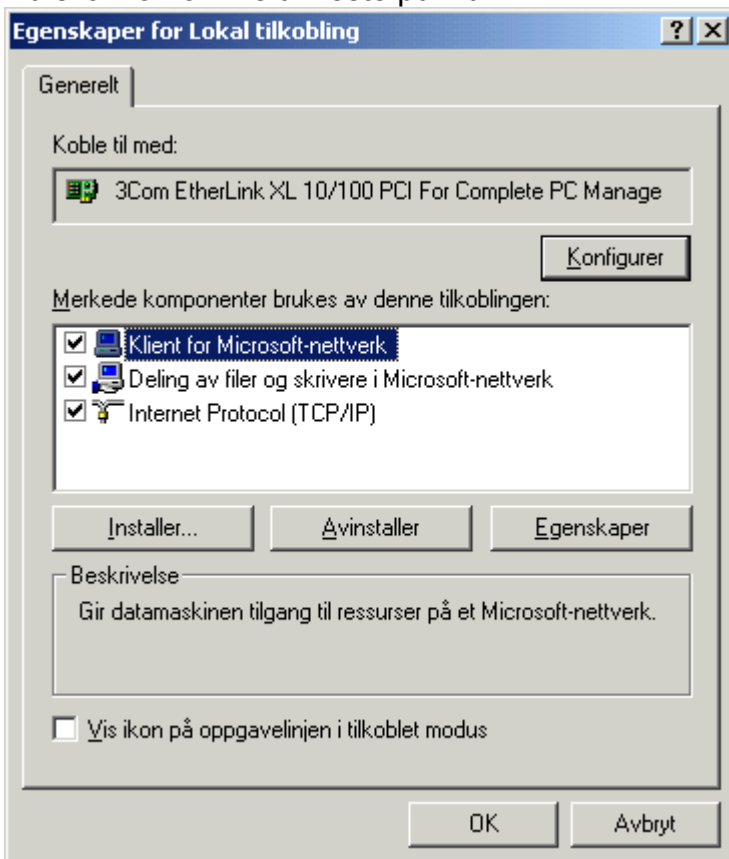 Egenskaper for Lokal tilkobling
Generelt
Koble til med:
3Com EtherLink XL 10/100 PCI For Complete PC Manage
Konfigurer
Merkede komponenter brukes av denne tilkoblingen:
Klient for Microsoft-nettverk
Deling av filer og skrivere i Microsoft-nettverk
Internet Protocol (TCP/IP)
Installer... Avinstaller Egenskaper
Beskrivelse
Gir datamaskinen tilgang til ressurser på et Microsoft-nettverk.
Vis ikon på oppgavelinjen i tilkoblet modus
OK Avbryt